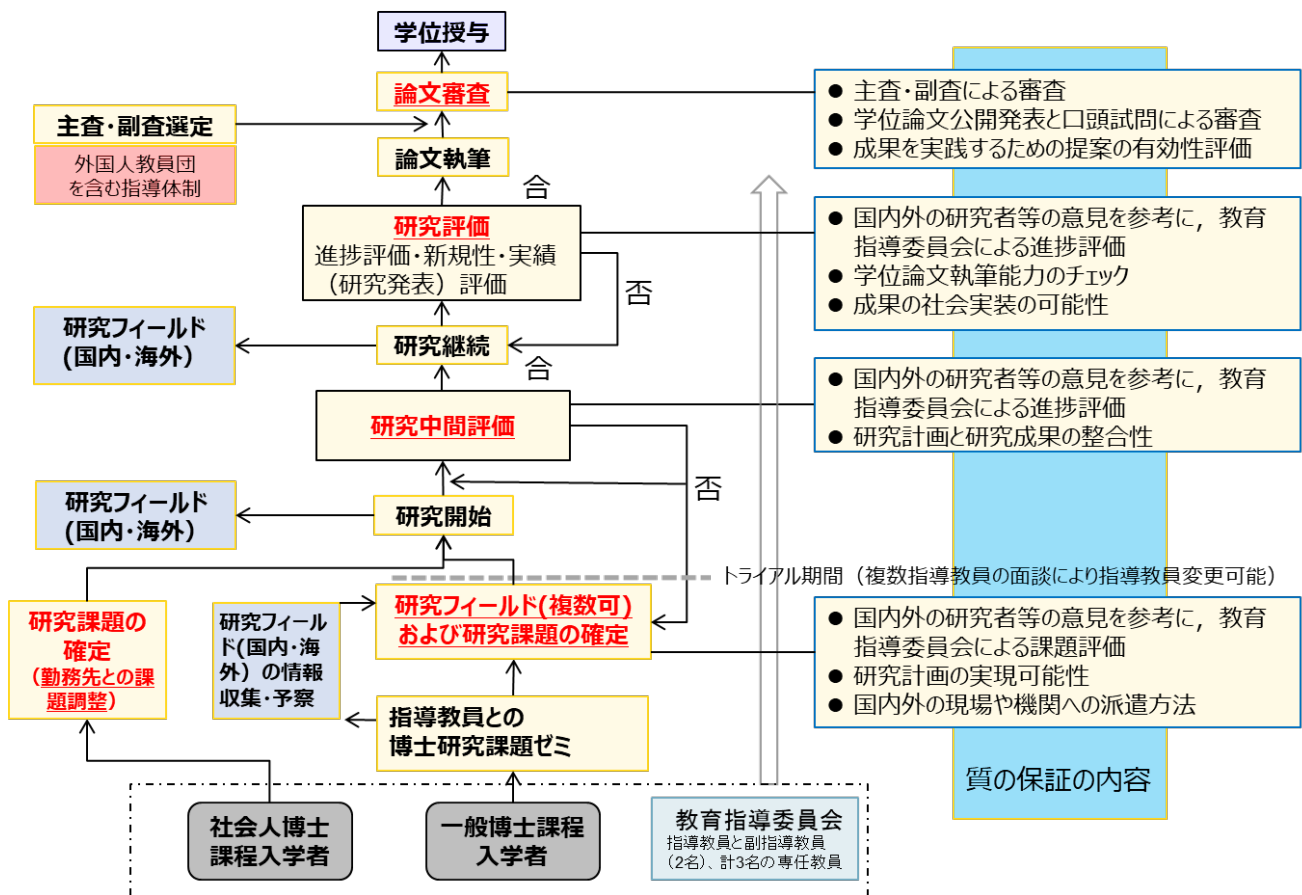 学位授与
論文審査
主査・副査選定
外国人教員団
を含む指導体制
論文執筆
合
研究評価
進捗評価・新規性・実績
（研究発表）評価
否
研究フィールド
(国内・海外）
研究継続
合
研究中間評価
否
研究フィールド
(国内・海外）
研究開始
トライアル期間（複数指導教員の面談により指導教員変更可能）
研究課題の
確定
（勤務先との課
題調整）
研究フィール
ド(国内・海
外）の情報
収集・予察
研究フィールド(複数可)
および研究課題の確定
指導教員との
博士研究課題ゼミ
社会人博士
課程入学者
一般博士課程
入学者
教育指導委員会
指導教員と副指導教員
（2名）、計3名の専任教員
● 主査・副査による審査
● 学位論文公開発表と口頭試問による審査
● 成果を実践するための提案の有効性評価
● 国内外の研究者等の意見を参考に，教育
指導委員会による進捗評価
● 学位論文執筆能力のチェック
● 成果の社会実装の可能性
● 国内外の研究者等の意見を参考に，教育
指導委員会による進捗評価
● 研究計画と研究成果の整合性
● 国内外の研究者等の意見を参考に，教育
指導委員会による課題評価
● 研究計画の実現可能性
● 国内外の現場や機関への派遣方法
質の保証の内容